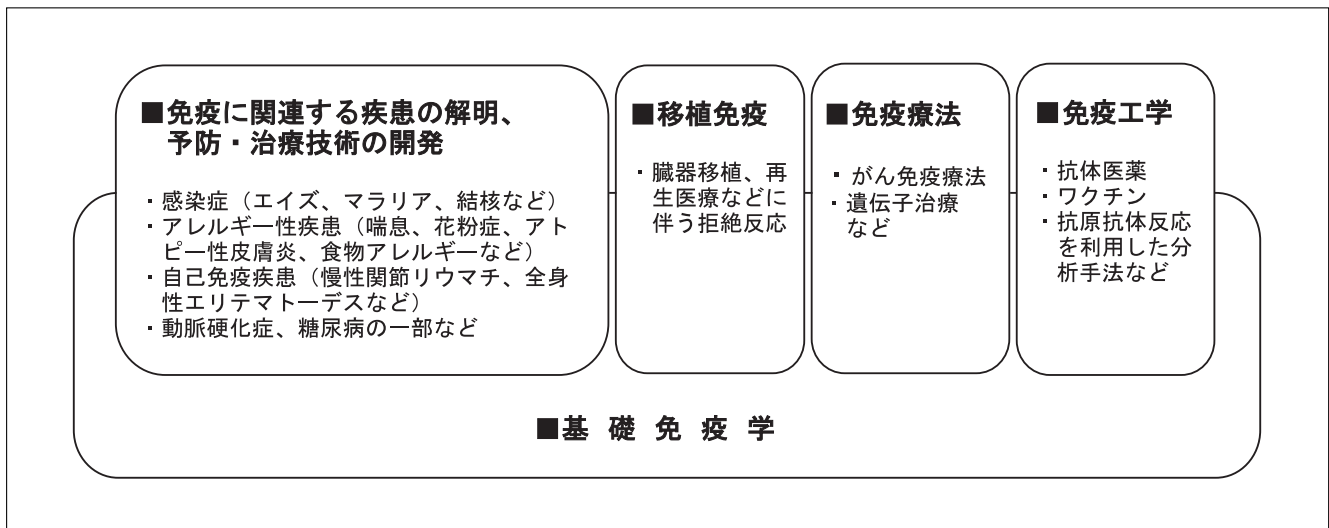 ■免疫に関連する疾患の解明、
予防・治療技術の開発
・感染症（エイズ、マラリア、結核など）
・アレルギー性疾患（喘息、花粉症、アト
ピー性皮膚炎、食物アレルギーなど）
・自己免疫疾患（慢性関節リウマチ、全身
性エリテマトーデスなど）
・動脈硬化症、糖尿病の一部など
■移植免疫
・臓器移植、再
生医療などに
伴う拒絶反応
■免疫療法
・がん免疫療法
・遺伝子治療
など
■免疫工学
・抗体医薬
・ワクチン
・抗原抗体反応
を利用した分
析手法など
■基礎免疫学